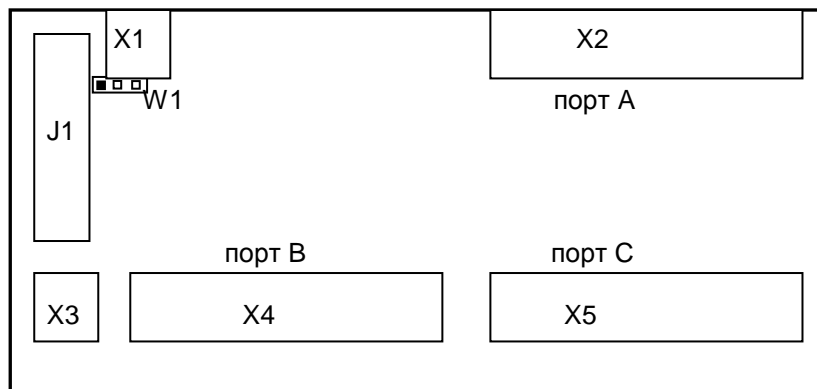 X1
X2
W1
порт А
J1
порт В
порт С
X3
X4
X5